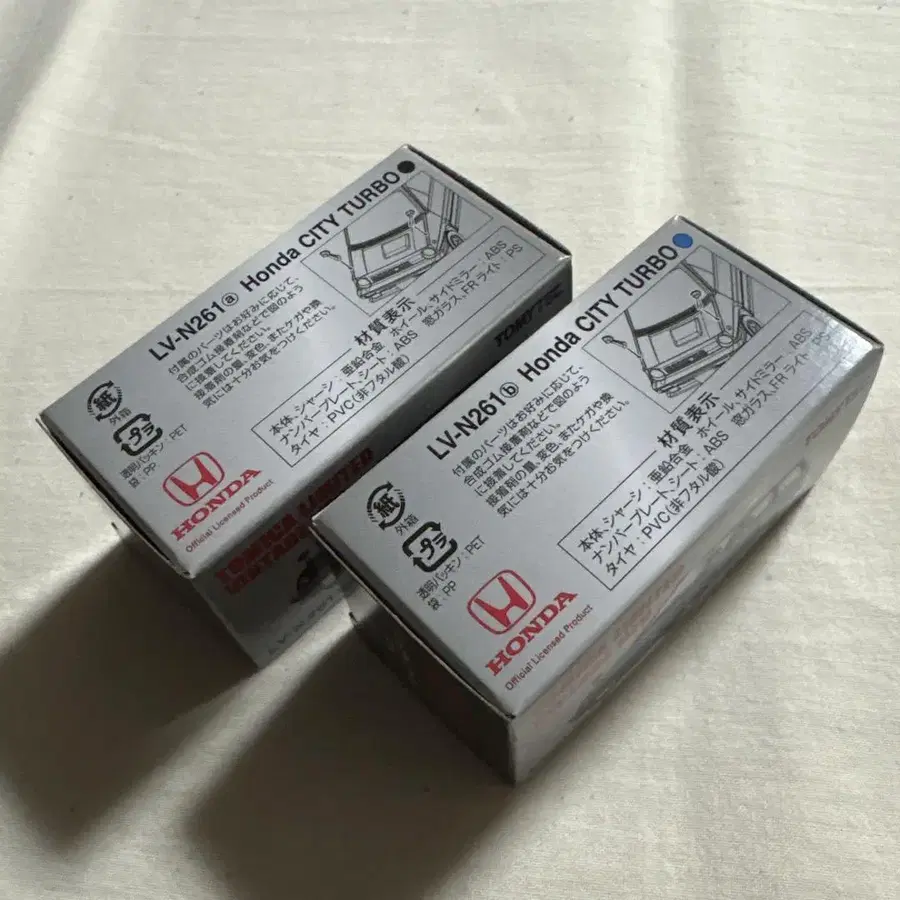 LV-N261ⓐ Honda CITY TURBO
付属のパーツはお好みに応じて、
合成ゴム接着剤などで図のよう
に接着してください。
接着剤の量、変色、またケガや換
気には十分お気をつけください。
材質表示
本体、シャーシ:亜鉛合金 ホイール、サイドミラー:ABS
ナンバープレート、シート:ABS 窓ガラス、FRライト:PS
タイヤ:PVC(非フタル酸)
紙
外箱
プラ
透明パッキン:PET
袋:PP
HONDA
Official Licensed Product
TOMYTEC
TOMICA LIMITED
VINTAGE
LV-N261
LV-N261ⓑ Honda CITY TURBO
付属のパーツはお好みに応じて、
合成ゴム接着剤などで図のよう
に接着してください。
接着剤の量、変色、またケガや換
気には十分お気をつけください。
材質表示
本体、シャーシ:亜鉛合金 ホイール、サイドミラー:ABS
ナンバープレート、シート:ABS 窓ガラス、FRライト:PS
タイヤ:PVC(非フタル酸)
紙
外箱
プラ
透明パッキン:PET
袋:PP
HONDA
Official Licensed Product
TOMYTEC